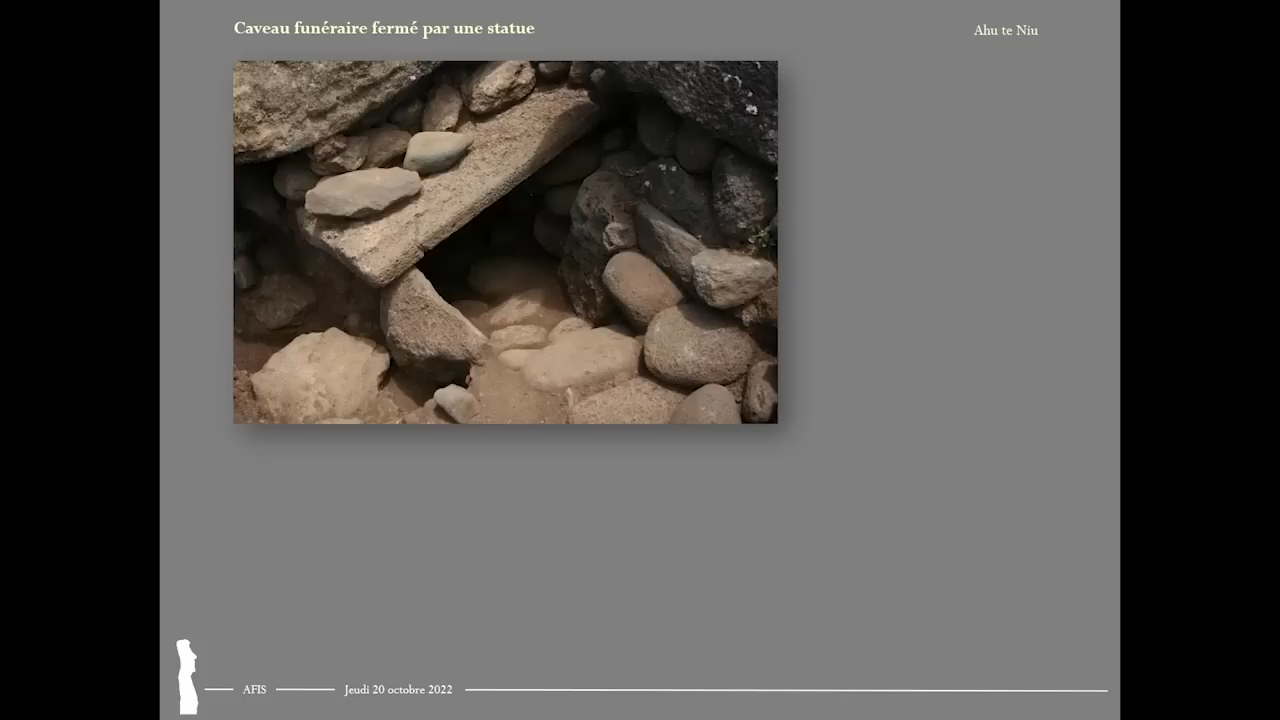 Caveau funéraire fermé par une statue
Ahu te Niu
AFIS
Jeudi 20 octobre 2022